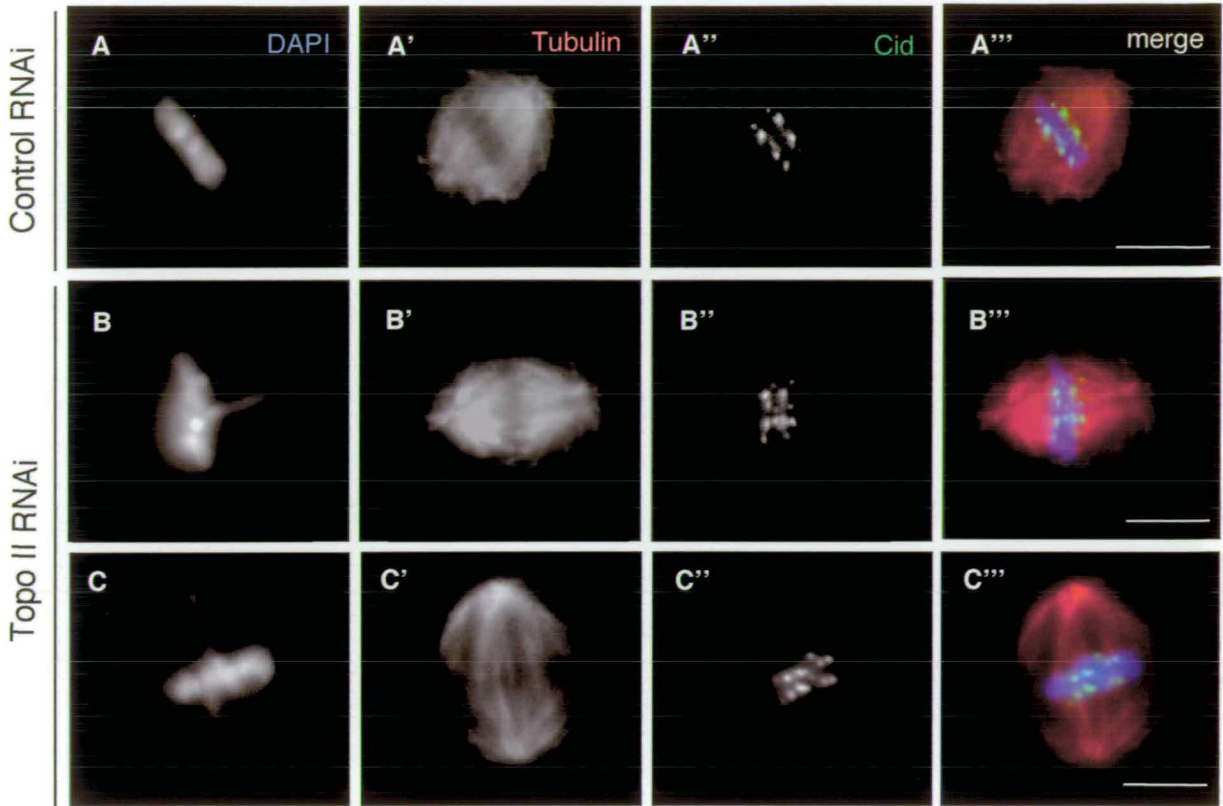 Control RNAi
A DAPI
A' Tubulin
A'' Cid
A''' merge
Topo II RNAi
B
B'
B''
B'''
C
C'
C''
C'''